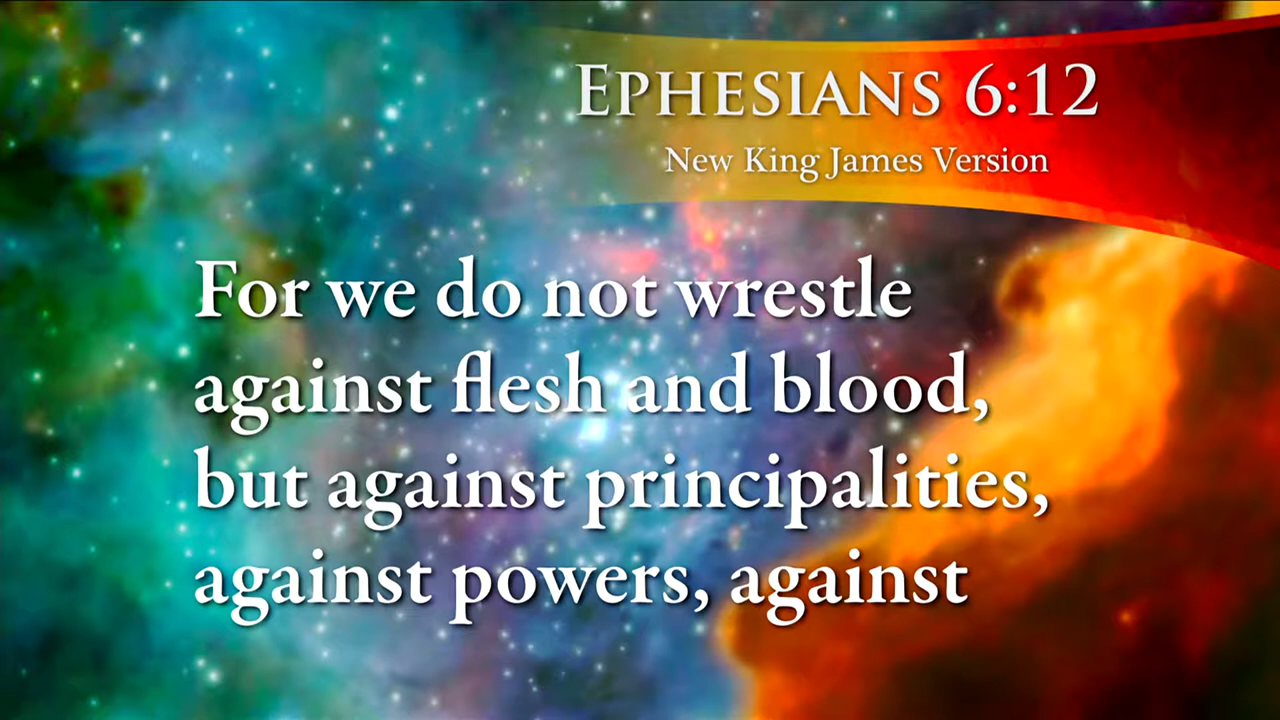 EPHESIANS 6:12
New King James Version
For we do not wrestle
against flesh and blood,
but against principalities,
against powers, against